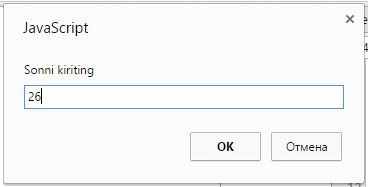 JavaScript
Sonni kiriting
26
OK
Отмена